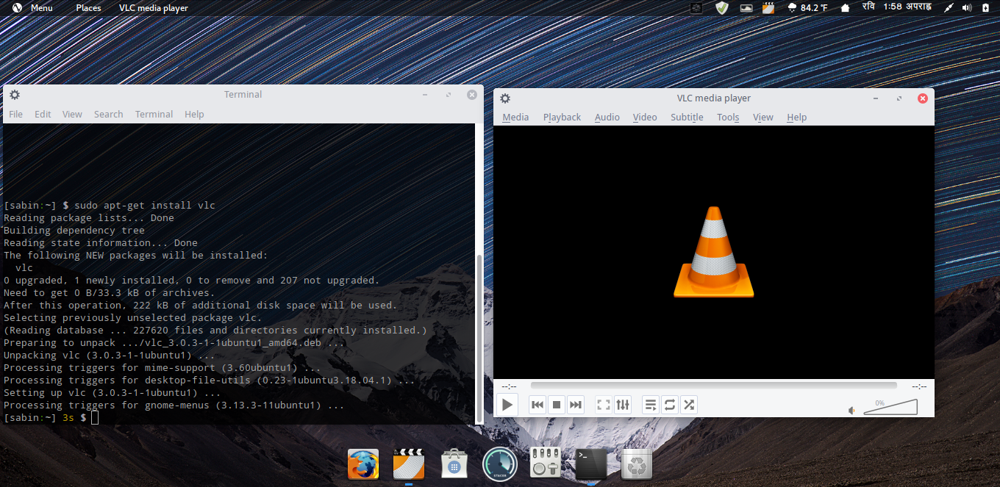 Menu Places VLC media player 84.2 °F रवि 1:58 अपराह्न
Terminal
File Edit View Search Terminal Help
[sabin:~] $ sudo apt-get install vlc
Reading package lists... Done
Building dependency tree
Reading state information... Done
The following NEW packages will be installed:
  vlc
0 upgraded, 1 newly installed, 0 to remove and 207 not upgraded.
Need to get 0 B/33.3 kB of archives.
After this operation, 222 kB of additional disk space will be used.
Selecting previously unselected package vlc.
(Reading database ... 227620 files and directories currently installed.)
Preparing to unpack .../vlc_3.0.3-1-1ubuntu1_amd64.deb ...
Unpacking vlc (3.0.3-1-1ubuntu1) ...
Processing triggers for mime-support (3.60ubuntu1) ...
Processing triggers for desktop-file-utils (0.23-1ubuntu3.18.04.1) ...
Setting up vlc (3.0.3-1-1ubuntu1) ...
Processing triggers for gnome-menus (3.13.3-11ubuntu1) ...
[sabin:~] 3s $
VLC media player
Media Playback Audio Video Subtitle Tools View Help
--:-- --:--
0%
STACER
>_